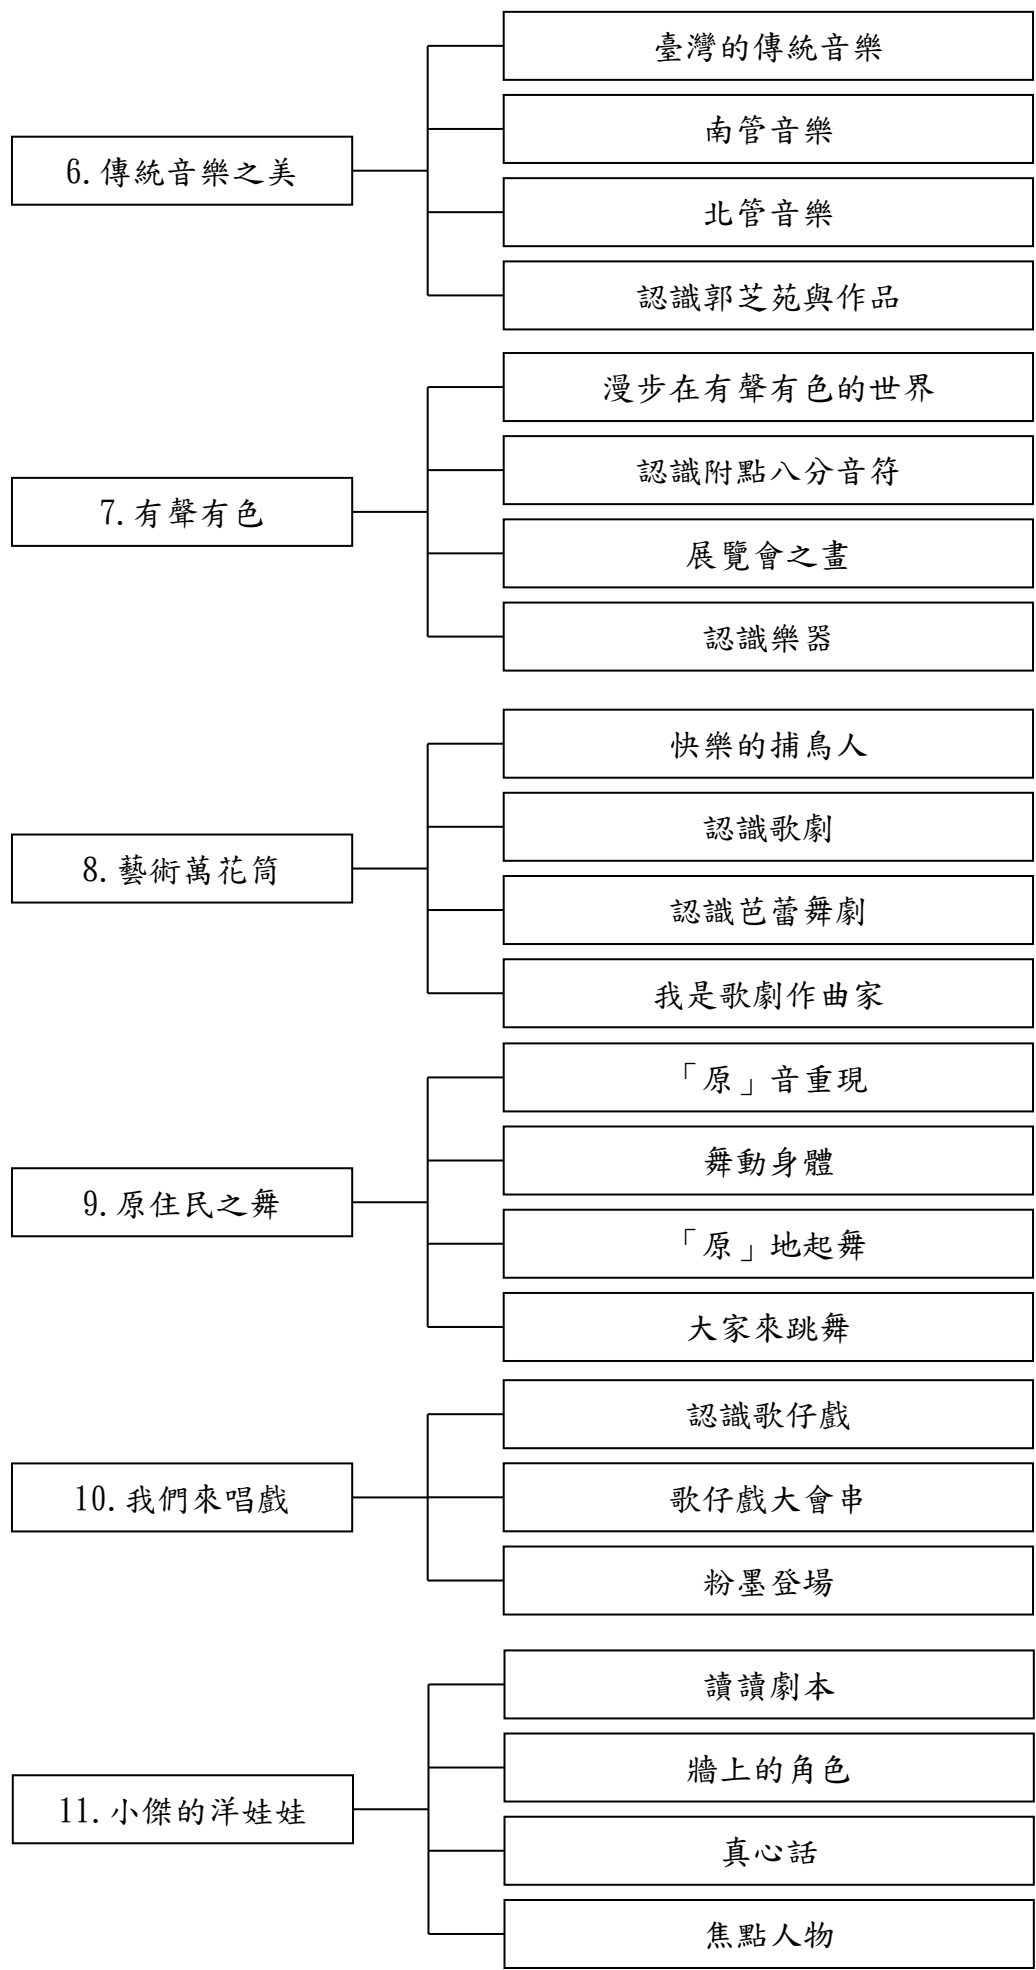 6.傳統音樂之美
臺灣的傳統音樂
南管音樂
北管音樂
認識郭芝苑與作品
7.有聲有色
漫步在有聲有色的世界
認識附點八分音符
展覽會之畫
認識樂器
8.藝術萬花筒
快樂的捕鳥人
認識歌劇
認識芭蕾舞劇
我是歌劇作曲家
9.原住民之舞
「原」音重現
舞動身體
「原」地起舞
大家來跳舞
10.我們來唱戲
認識歌仔戲
歌仔戲大會串
粉墨登場
11.小傑的洋娃娃
讀讀劇本
牆上的角色
真心話
焦點人物